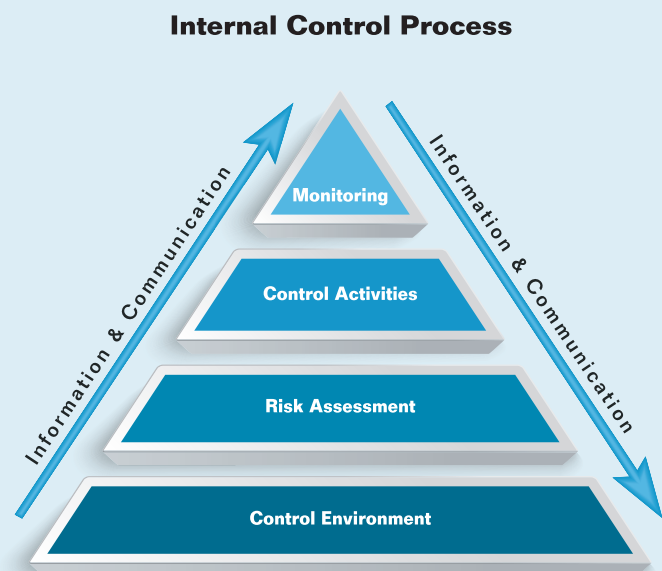 Internal Control Process
Information & Communication
Information & Communication
Monitoring
Control Activities
Risk Assessment
Control Environment